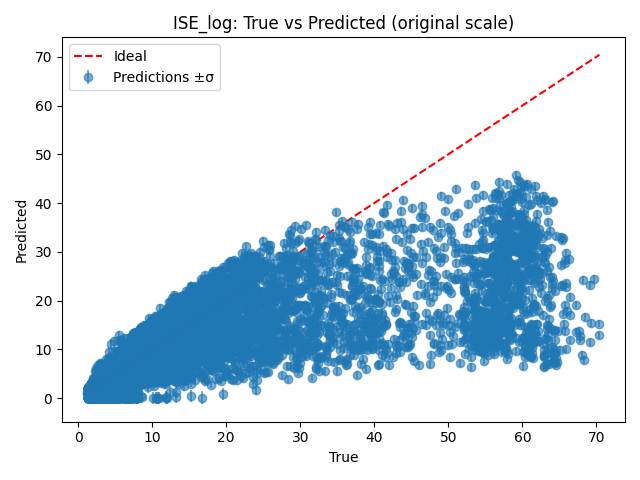 ISE_log: True vs Predicted (original scale)
Ideal
Predictions ±σ
70
60
50
40
30
20
10
0
Predicted
0 10 20 30 40 50 60 70
True